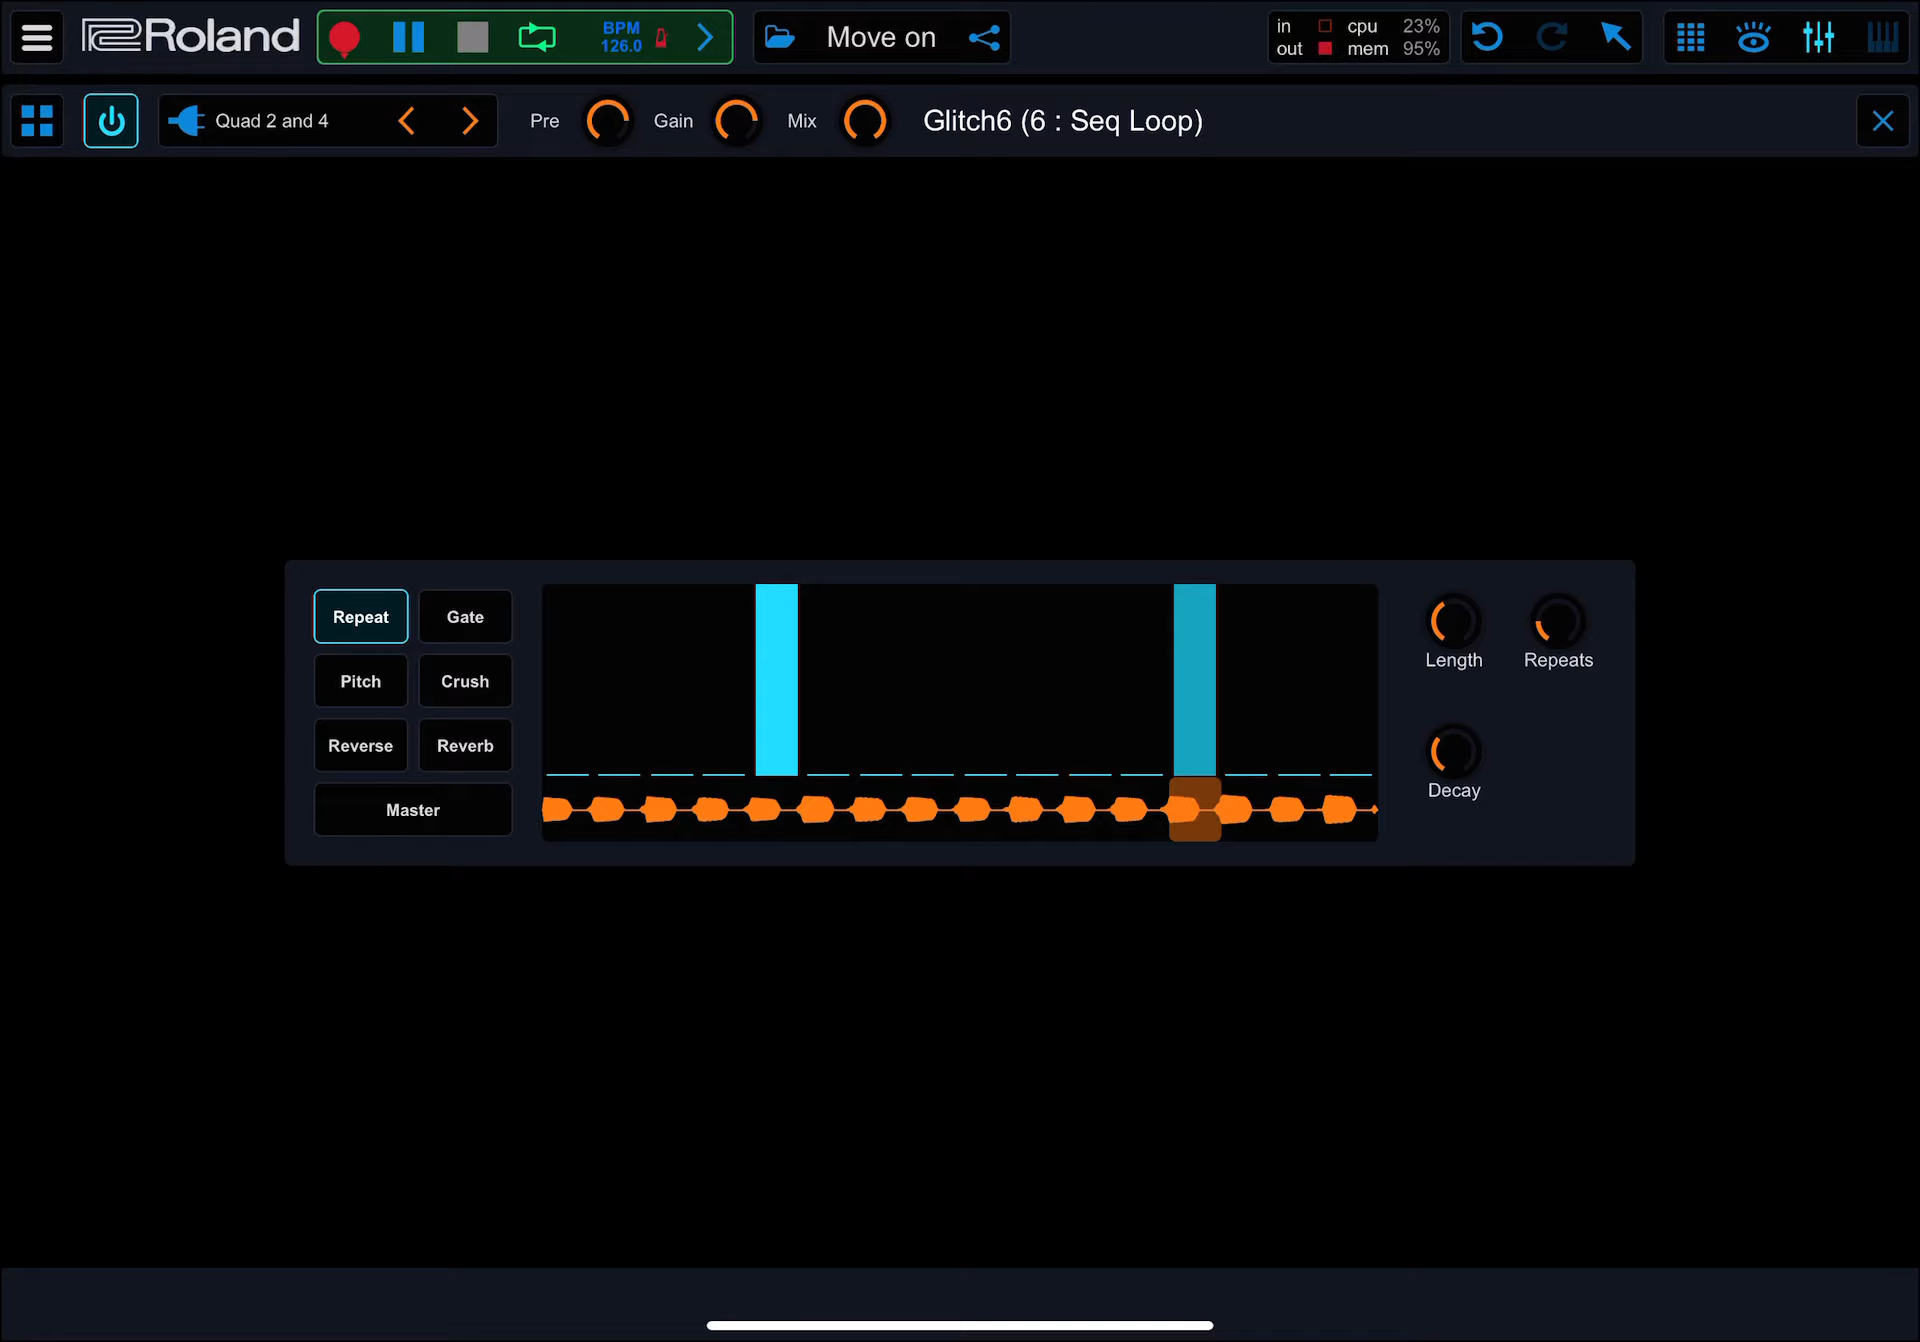 Roland
BPM
126.0
Move on
in
cpu 23%
out
mem 95%
Quad 2 and 4
Pre
Gain
Mix
Glitch6 (6 : Seq Loop)
Repeat
Gate
Length
Repeats
Pitch
Crush
Reverse
Reverb
Decay
Master